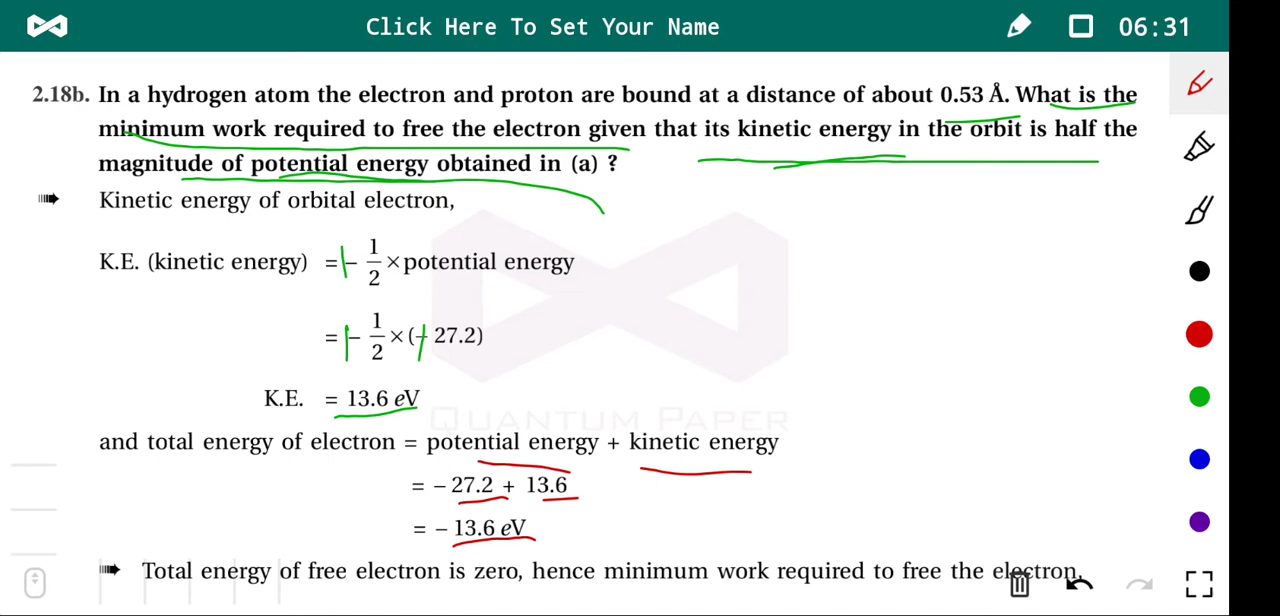 Click Here To Set Your Name
06:31
2.18b. In a hydrogen atom the electron and proton are bound at a distance of about 0.53 Å. What is the
minimum work required to free the electron given that its kinetic energy in the orbit is half the
magnitude of potential energy obtained in (a) ?
Kinetic energy of orbital electron,
K.E. (kinetic energy) = - 1/2 × potential energy
= - 1/2 × (- 27.2)
K.E. = 13.6 eV
QUANTUM PAPER
and total energy of electron = potential energy + kinetic energy
= - 27.2 + 13.6
= - 13.6 eV
Total energy of free electron is zero, hence minimum work required to free the electron,